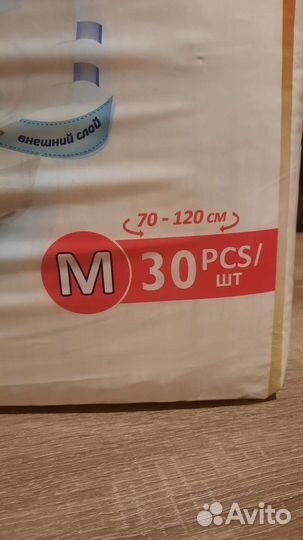 внешний слой
70 - 120 см
M 30 PCS/
ШТ
Avito